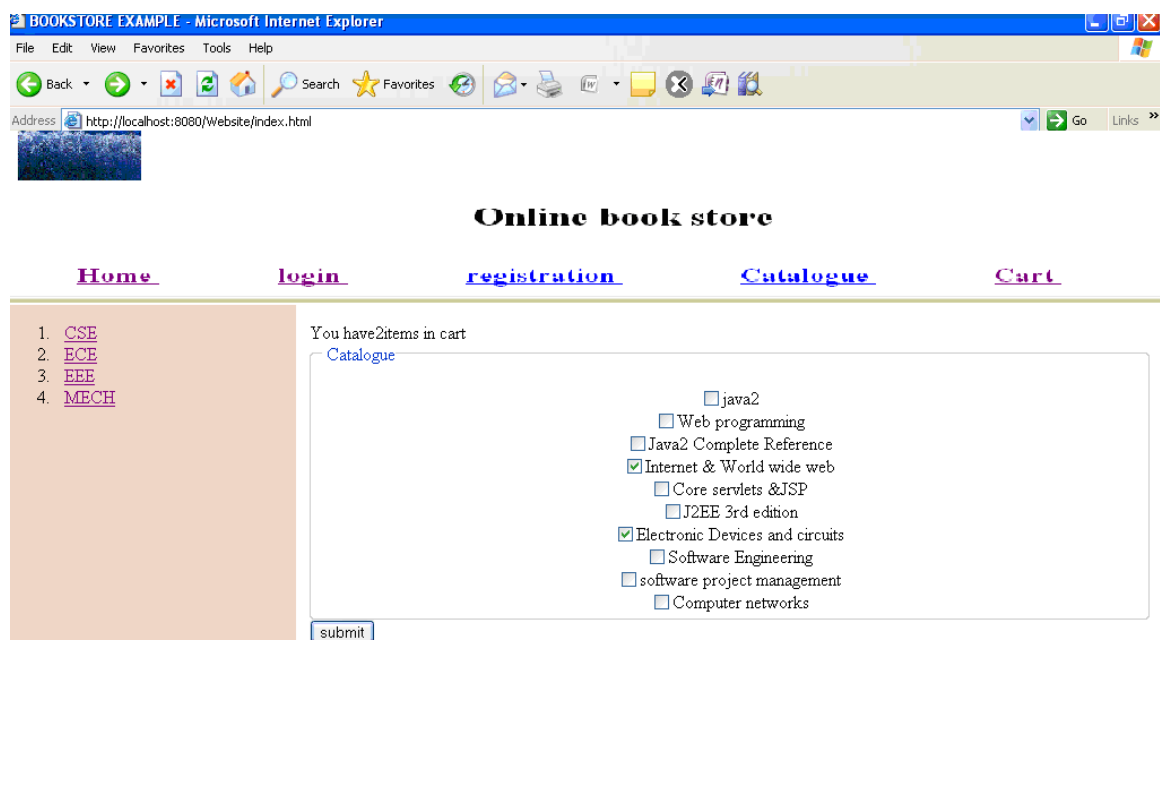 BOOKSTORE EXAMPLE - Microsoft Internet Explorer
File Edit View Favorites Tools Help
Back Search Favorites
Address http://localhost:8080/Website/index.html Go Links »
Online book store
Home login registration Catalogue Cart
1. CSE
2. ECE
3. EEE
4. MECH
You have2items in cart
Catalogue
java2
Web programming
Java2 Complete Reference
Internet & World wide web
Core servlets &JSP
J2EE 3rd edition
Electronic Devices and circuits
Software Engineering
software project management
Computer networks
submit